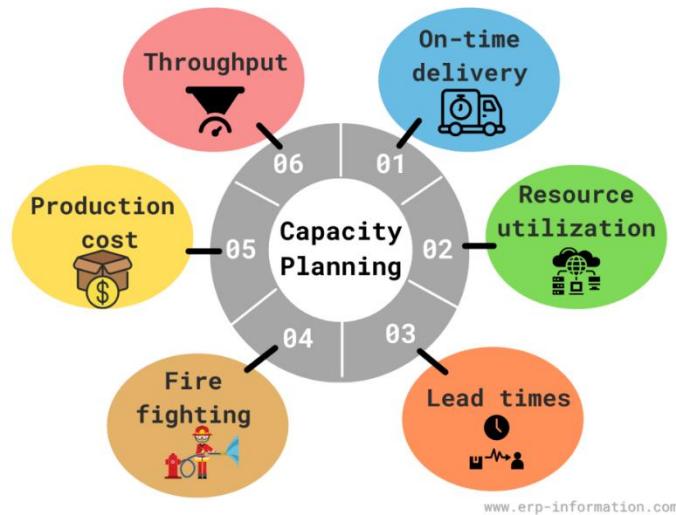 Throughput
On-time
delivery
06
01
Production
cost
05
Capacity
Planning
02
Resource
utilization
04
03
Fire
fighting
Lead times
$
www.erp-information.com